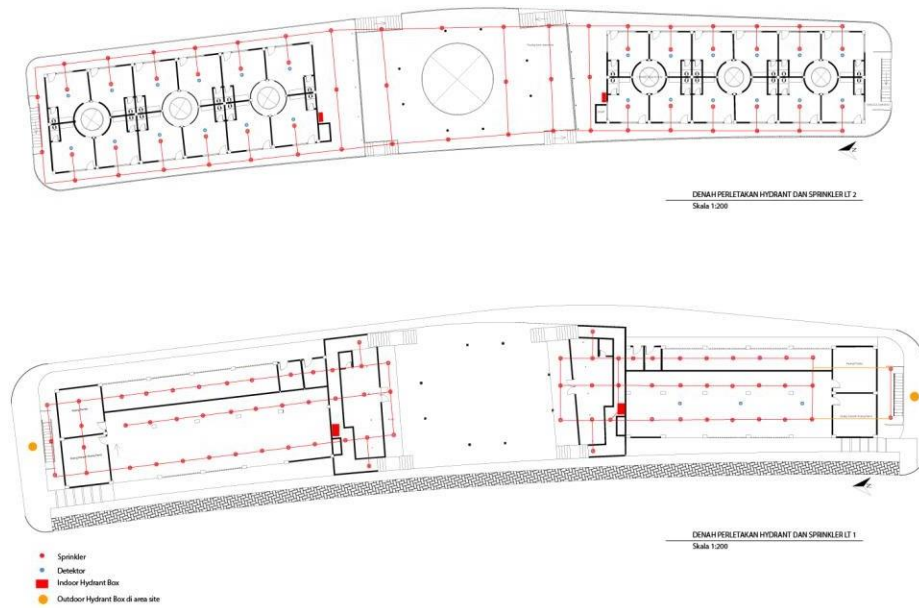 DENAH PERLETAKAN HYDRANT DAN SPRINKLER LT 2
Skala 1:200
DENAH PERLETAKAN HYDRANT DAN SPRINKLER LT 1
Skala 1:200
Sprinkler
Detektor
Indoor Hydrant Box
Outdoor Hydrant Box di area site